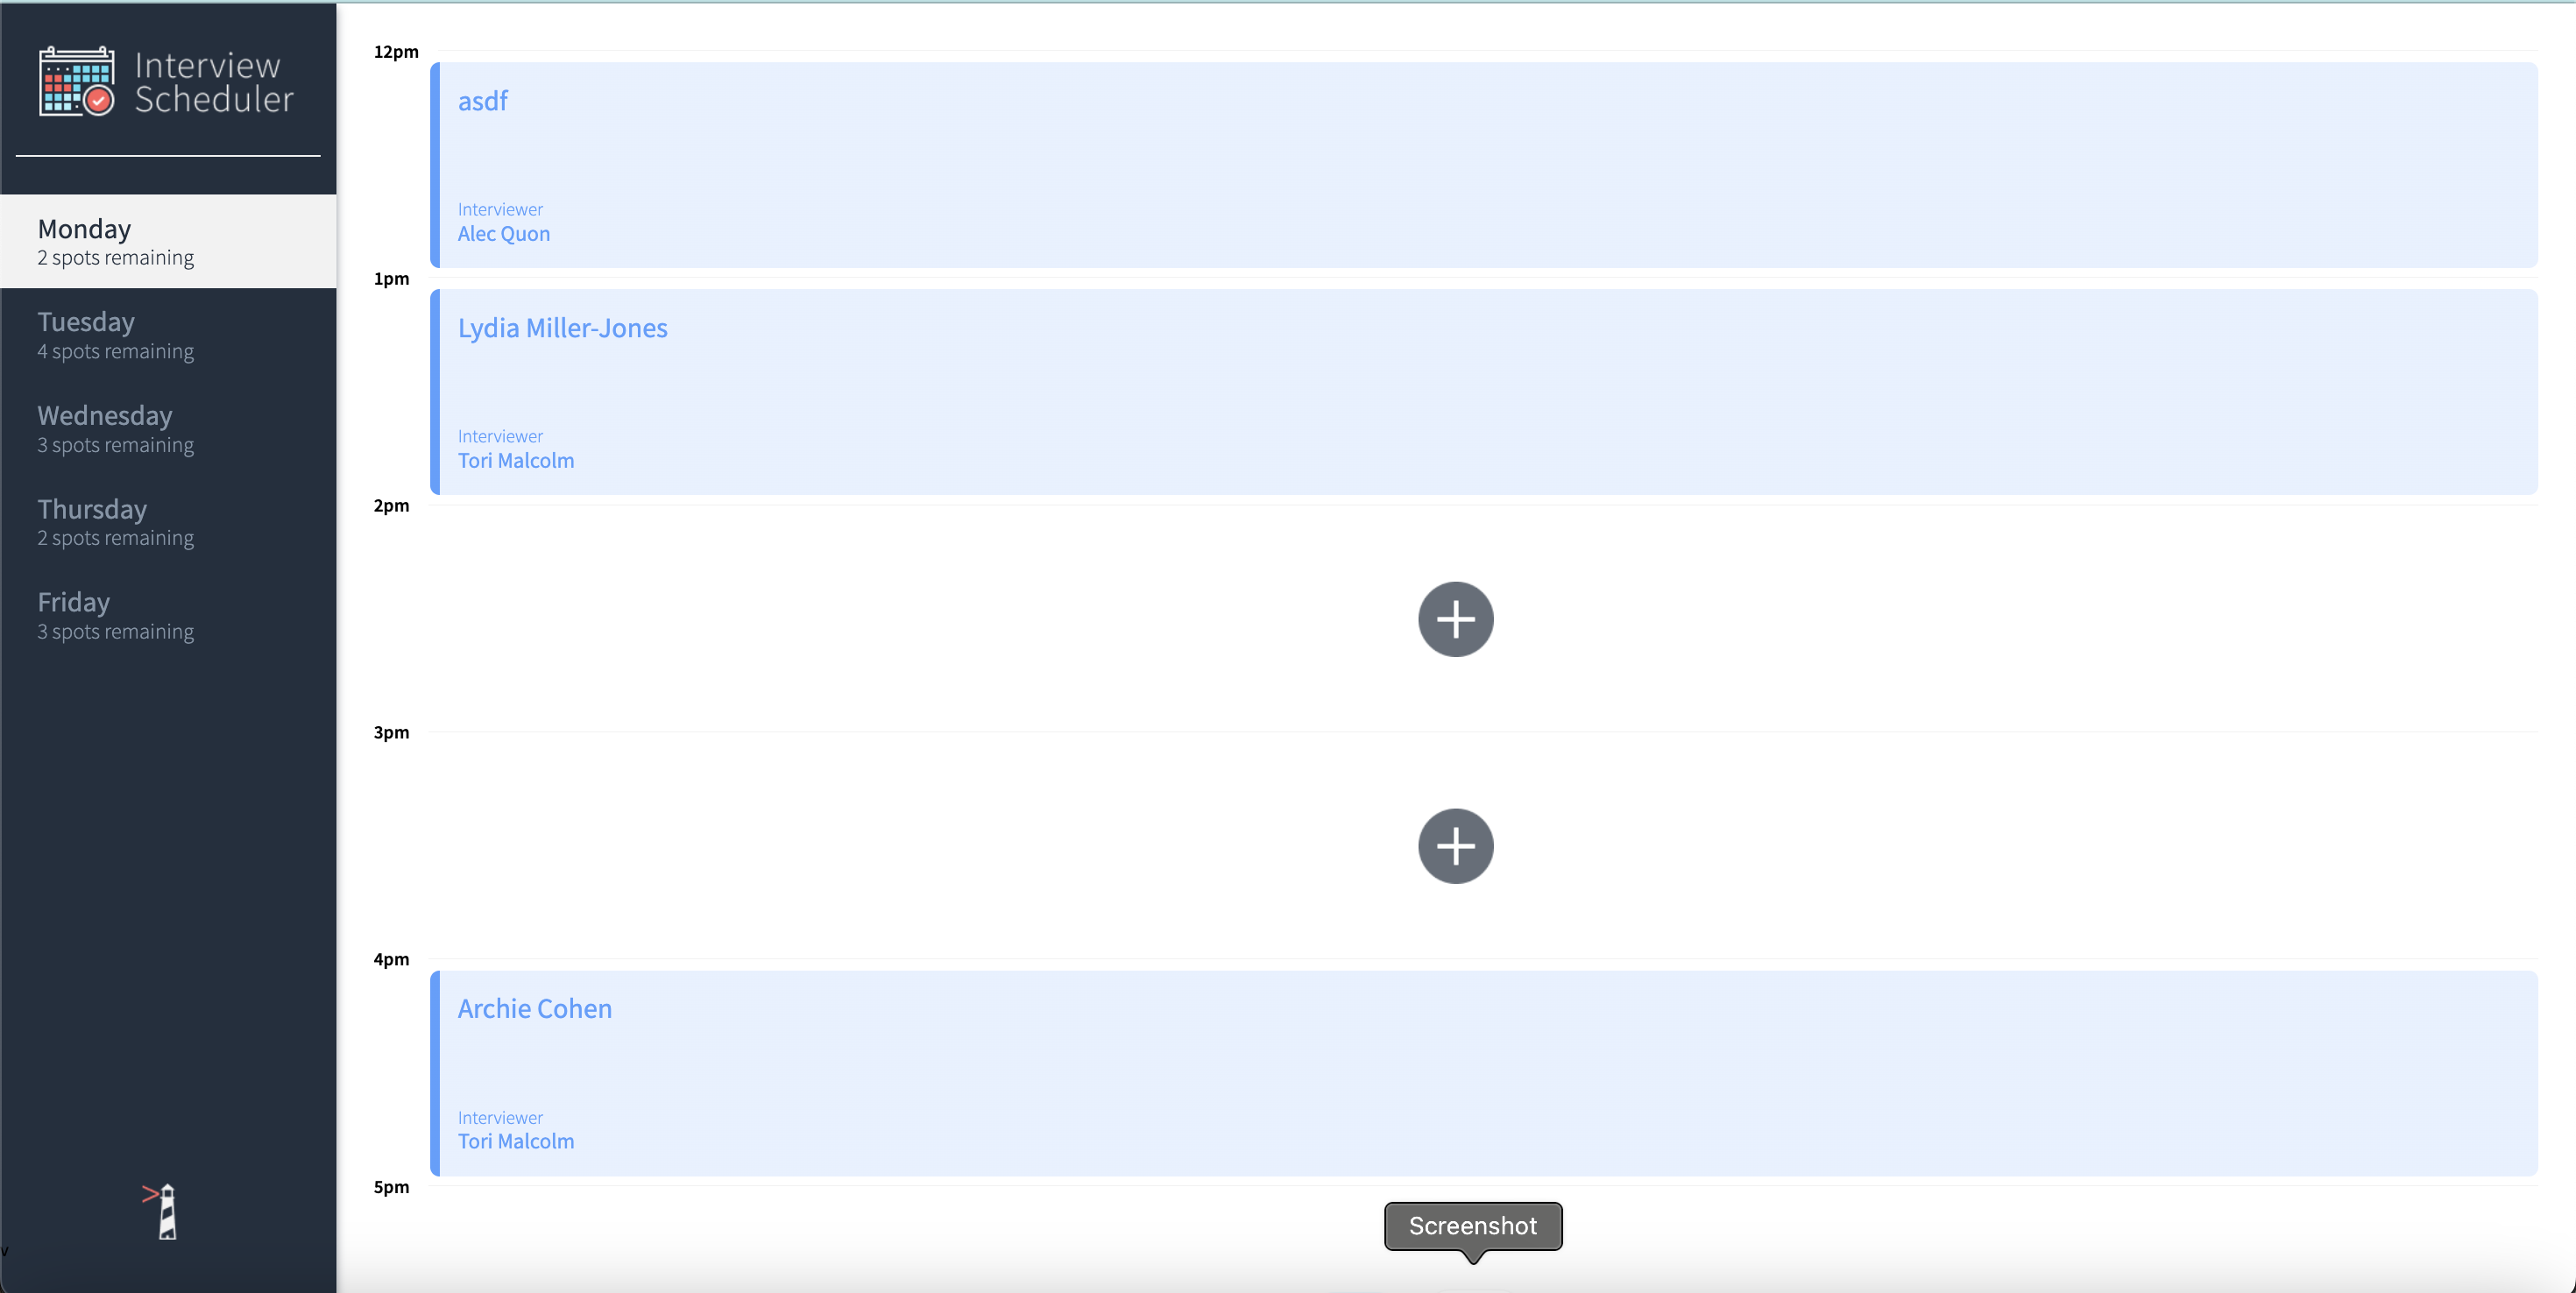 Interview
Scheduler
Monday
2 spots remaining
Tuesday
4 spots remaining
Wednesday
3 spots remaining
Thursday
2 spots remaining
Friday
3 spots remaining
>
v
12pm
asdf
Interviewer
Alec Quon
1pm
Lydia Miller-Jones
Interviewer
Tori Malcolm
2pm
3pm
4pm
Archie Cohen
Interviewer
Tori Malcolm
5pm
Screenshot